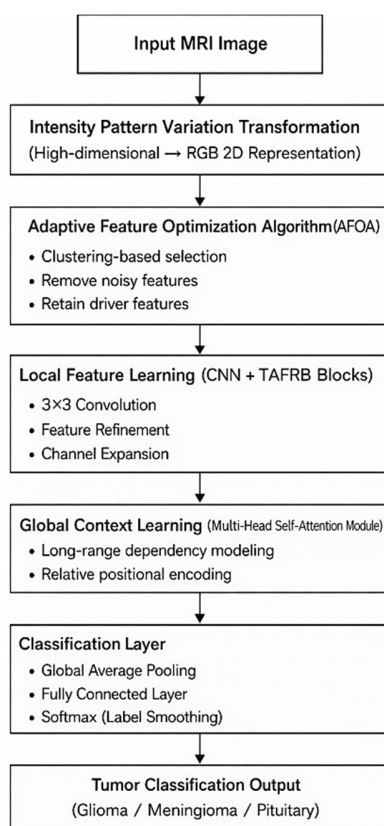 Input MRI Image
Intensity Pattern Variation Transformation
(High-dimensional → RGB 2D Representation)
Adaptive Feature Optimization Algorithm(AFOA)
• Clustering-based selection
• Remove noisy features
• Retain driver features
Local Feature Learning (CNN + TAFRB Blocks)
• 3×3 Convolution
• Feature Refinement
• Channel Expansion
Global Context Learning (Multi-Head Self-Attention Module)
• Long-range dependency modeling
• Relative positional encoding
Classification Layer
• Global Average Pooling
• Fully Connected Layer
• Softmax (Label Smoothing)
Tumor Classification Output
(Glioma / Meningioma / Pituitary)